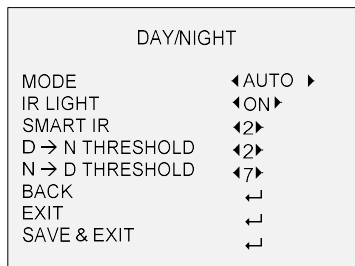 DAY/NIGHT
MODE AUTO
IR LIGHT ON
SMART IR 2
D → N THRESHOLD 2
N → D THRESHOLD 7
BACK
EXIT
SAVE & EXIT